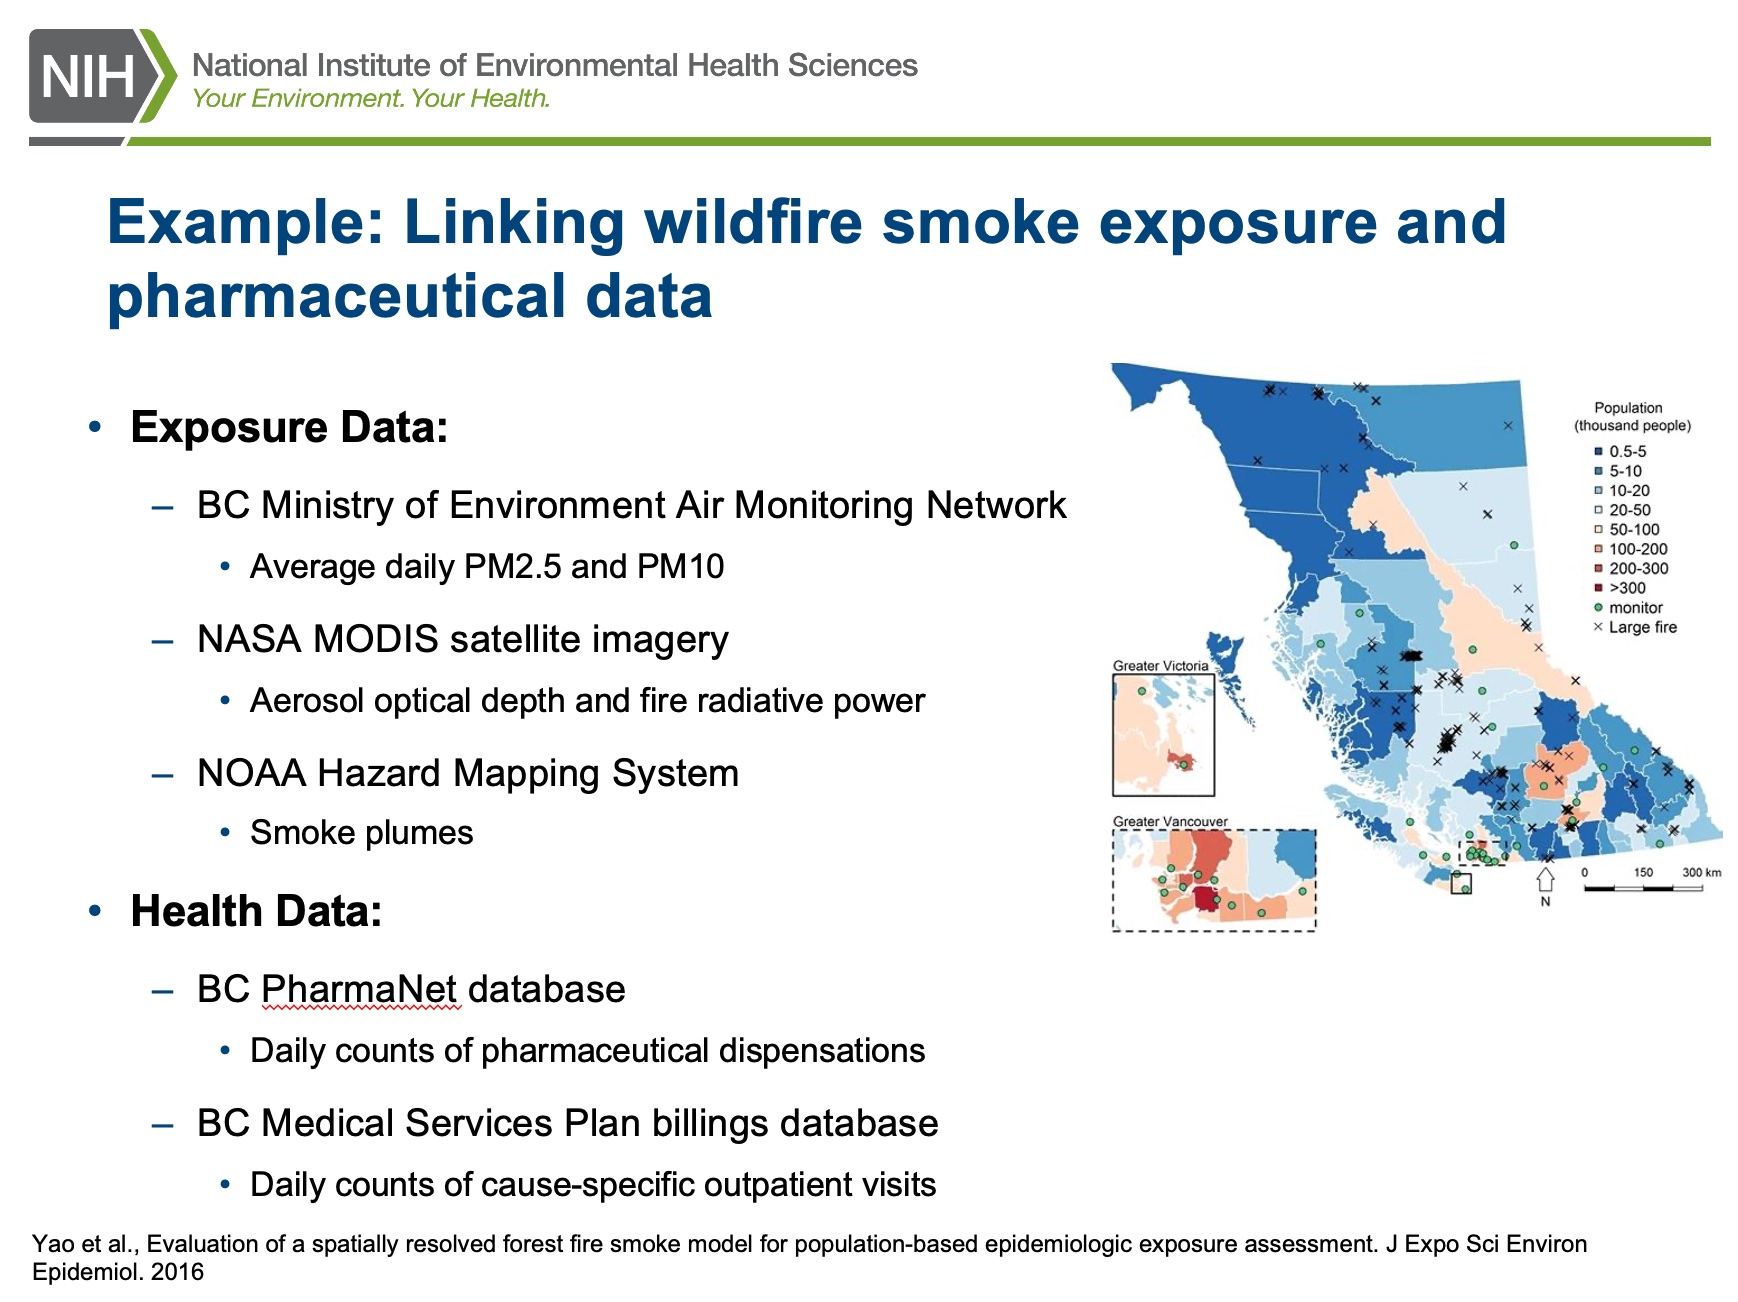 NIH
National Institute of Environmental Health Sciences
Your Environment. Your Health.
Example: Linking wildfire smoke exposure and
pharmaceutical data
• Exposure Data:
– BC Ministry of Environment Air Monitoring Network
• Average daily PM2.5 and PM10
– NASA MODIS satellite imagery
• Aerosol optical depth and fire radiative power
– NOAA Hazard Mapping System
• Smoke plumes
• Health Data:
– BC PharmaNet database
• Daily counts of pharmaceutical dispensations
– BC Medical Services Plan billings database
• Daily counts of cause-specific outpatient visits
Population
(thousand people)
0.5-5
5-10
10-20
20-50
50-100
100-200
200-300
>300
monitor
Large fire
Greater Victoria
Greater Vancouver
0 150 300 km
N
Yao et al., Evaluation of a spatially resolved forest fire smoke model for population-based epidemiologic exposure assessment. J Expo Sci Environ
Epidemiol. 2016